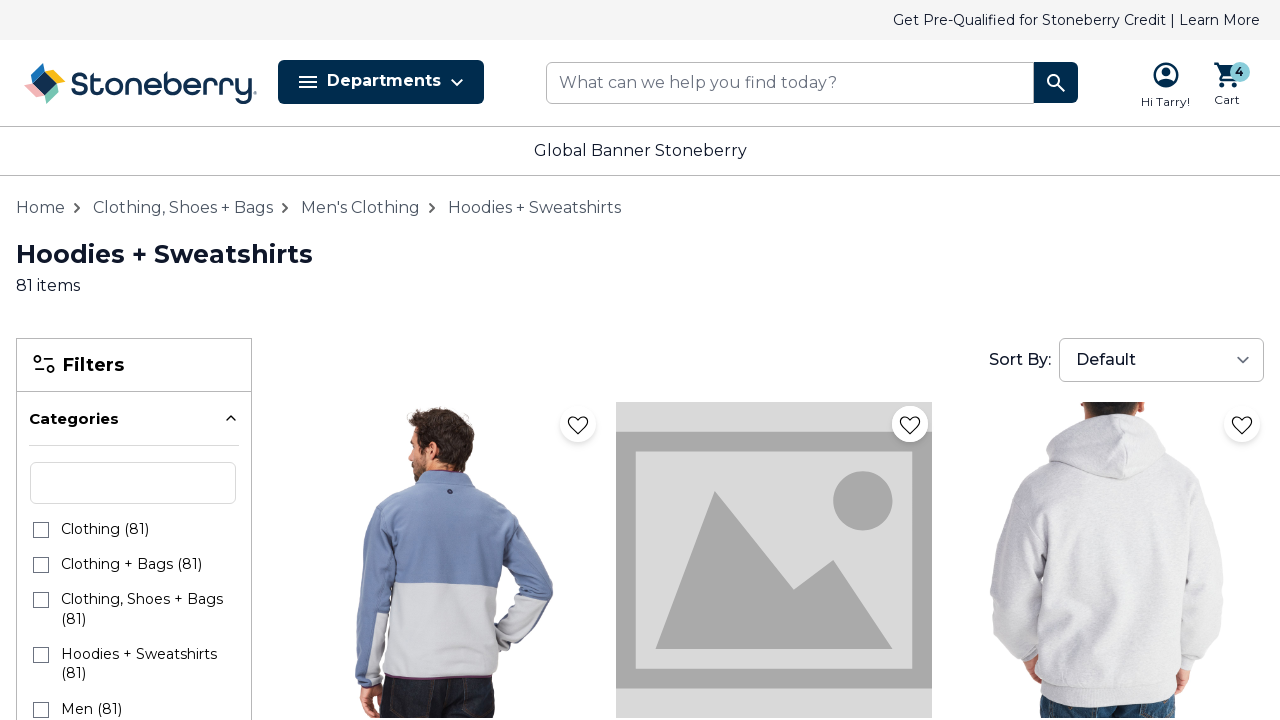 Get Pre-Qualified for Stoneberry Credit | Learn More
Stoneberry
Departments
What can we help you find today?
4
Hi Tarry!
Cart
Global Banner Stoneberry
Home
Clothing, Shoes + Bags
Men's Clothing
Hoodies + Sweatshirts
Hoodies + Sweatshirts
81 items
Filters
Sort By:
Default
Categories
Clothing (81)
Clothing + Bags (81)
Clothing, Shoes + Bags
(81)
Hoodies + Sweatshirts
(81)
Men (81)